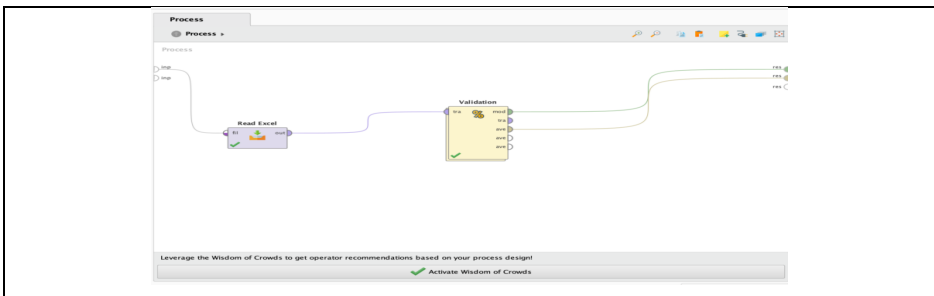 Process
Process
Process
inp
inp
res
res
res
Validation
tra
mod
tra
ave
ave
ave
Read Excel
fil
out
Leverage the Wisdom of Crowds to get operator recommendations based on your process design!
Activate Wisdom of Crowds